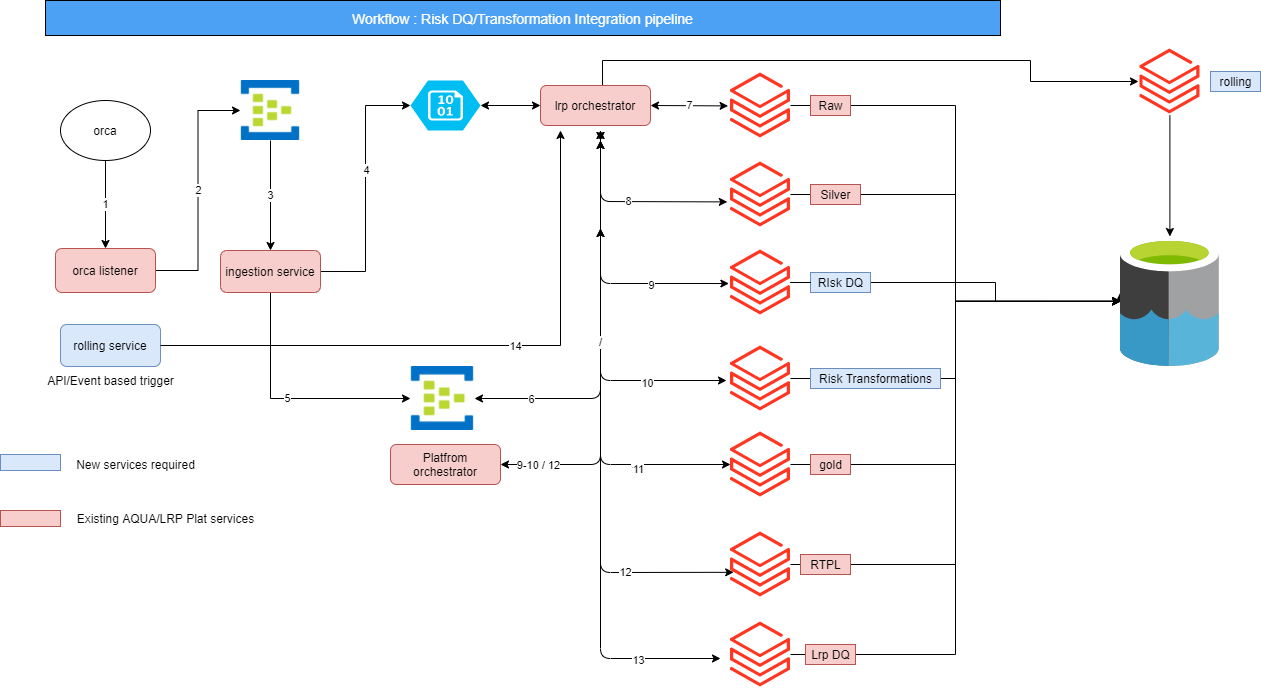 Workflow : Risk DQ/Transformation Integration pipeline
orca
1
orca listener
2
3
ingestion service
4
10
01
lrp orchestrator
7
Raw
rolling
8
Silver
9
RIsk DQ
rolling service
API/Event based trigger
14
/
10
Risk Transformations
5
6
Platfrom
orchestrator
9-10 / 12
11
gold
New services required
Existing AQUA/LRP Plat services
12
RTPL
13
Lrp DQ